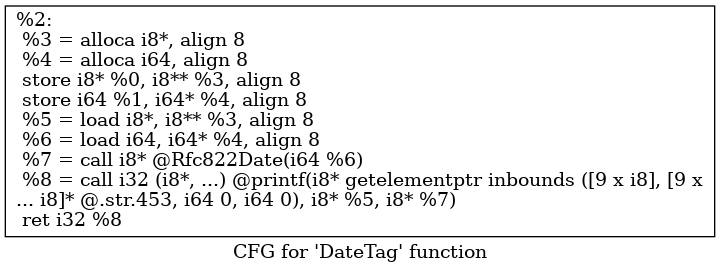 %2:
%3 = alloca i8*, align 8
%4 = alloca i64, align 8
store i8* %0, i8** %3, align 8
store i64 %1, i64* %4, align 8
%5 = load i8*, i8** %3, align 8
%6 = load i64, i64* %4, align 8
%7 = call i8* @Rfc822Date(i64 %6)
%8 = call i32 (i8*, ...) @printf(i8* getelementptr inbounds ([9 x i8], [9 x
... i8]* @.str.453, i64 0, i64 0), i8* %5, i8* %7)
ret i32 %8
CFG for 'DateTag' function